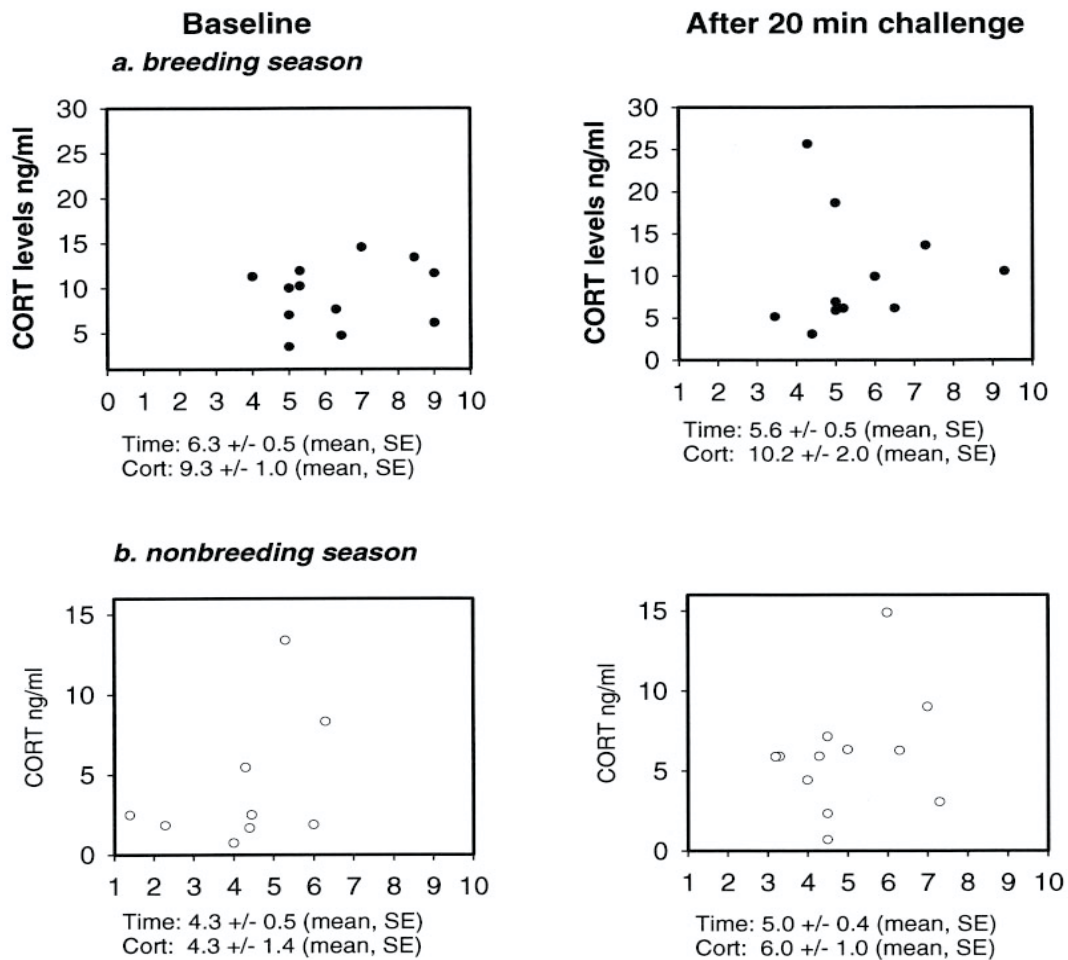 Baseline
After 20 min challenge
a. breeding season
CORT levels ng/ml
30
25
20
15
10
5
0 1 2 3 4 5 6 7 8 9 10
Time: 6.3 +/- 0.5 (mean, SE)
Cort: 9.3 +/- 1.0 (mean, SE)
CORT levels ng/ml
30
25
20
15
10
5
0
1 2 3 4 5 6 7 8 9 10
Time: 5.6 +/- 0.5 (mean, SE)
Cort: 10.2 +/- 2.0 (mean, SE)
b. nonbreeding season
CORT ng/ml
15
10
5
0
1 2 3 4 5 6 7 8 9 10
Time: 4.3 +/- 0.5 (mean, SE)
Cort: 4.3 +/- 1.4 (mean, SE)
CORT ng/ml
15
10
5
0
1 2 3 4 5 6 7 8 9 10
Time: 5.0 +/- 0.4 (mean, SE)
Cort: 6.0 +/- 1.0 (mean, SE)